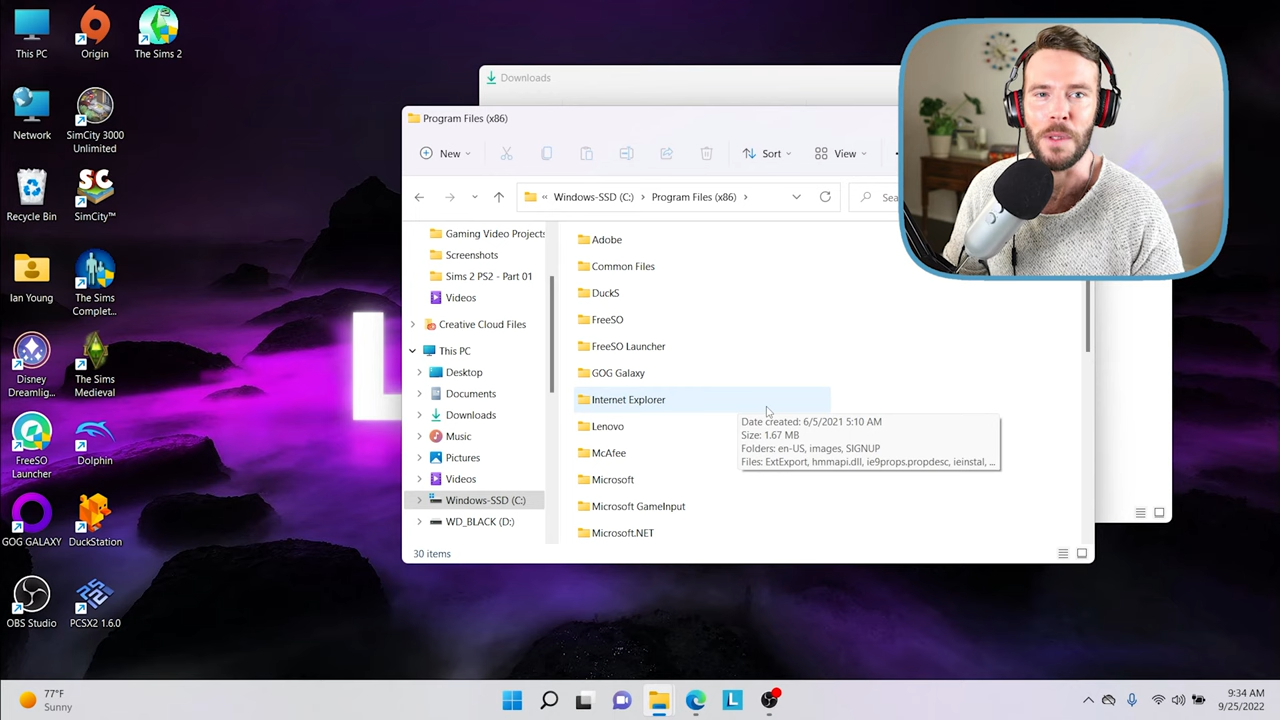 This PC
Origin
The Sims 2
Network
SimCity 3000
Unlimited
Recycle Bin
SimCity™
Ian Young
The Sims
Complet...
Disney
Dreamlig...
The Sims
Medieval
FreeSO
Launcher
Dolphin
GOG GALAXY
DuckStation
OBS Studio
PCSX2 1.6.0
L
Downloads
Program Files (x86)
New
Sort
View
Windows-SSD (C:)
Program Files (x86)
Sea
Gaming Video Projects
Screenshots
Sims 2 PS2 - Part 01
Videos
Creative Cloud Files
This PC
Desktop
Documents
Downloads
Music
Pictures
Videos
Windows-SSD (C:)
WD_BLACK (D:)
Adobe
Common Files
DuckS
FreeSO
FreeSO Launcher
GOG Galaxy
Internet Explorer
Lenovo
McAfee
Microsoft
Microsoft GameInput
Microsoft.NET
Date created: 6/5/2021 5:10 AM
Size: 1.67 MB
Folders: en-US, images, SIGNUP
Files: ExtExport, hmmapi.dll, ie9props.propdesc, ieinstal, ...
30 items
77°F
Sunny
L
9:34 AM
9/25/2022